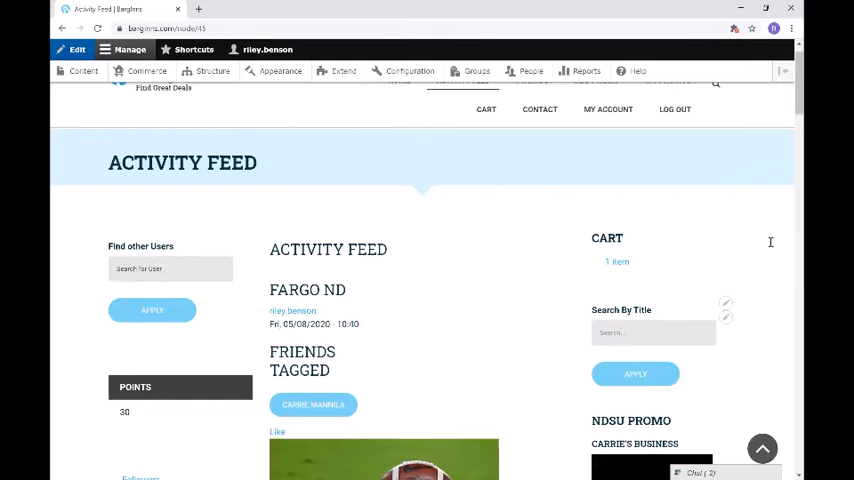 Activity Feed | BargInns
barginns.com/node/45
Edit
Manage
Shortcuts
riley.benson
Content
Commerce
Structure
Appearance
Extend
Configuration
Groups
People
Reports
Help
Find Great Deals
CART
CONTACT
MY ACCOUNT
LOG OUT
ACTIVITY FEED
Find other Users
Search for User
APPLY
POINTS
30
Followers
ACTIVITY FEED
FARGO ND
riley.benson
Fri, 05/08/2020 - 10:40
FRIENDS
TAGGED
CARRIE.MANNILA
Like
CART
1 item
Search By Title
Search...
APPLY
NDSU PROMO
CARRIE'S BUSINESS
Chat ( 2)
R